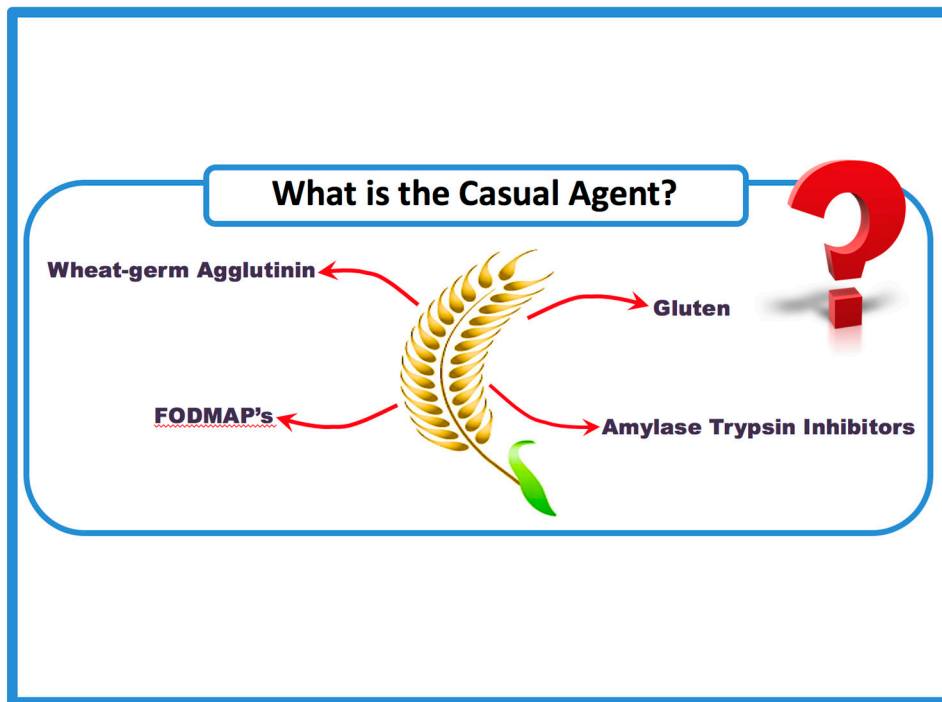 What is the Casual Agent?
Wheat-germ Agglutinin
Gluten
FODMAP's
Amylase Trypsin Inhibitors